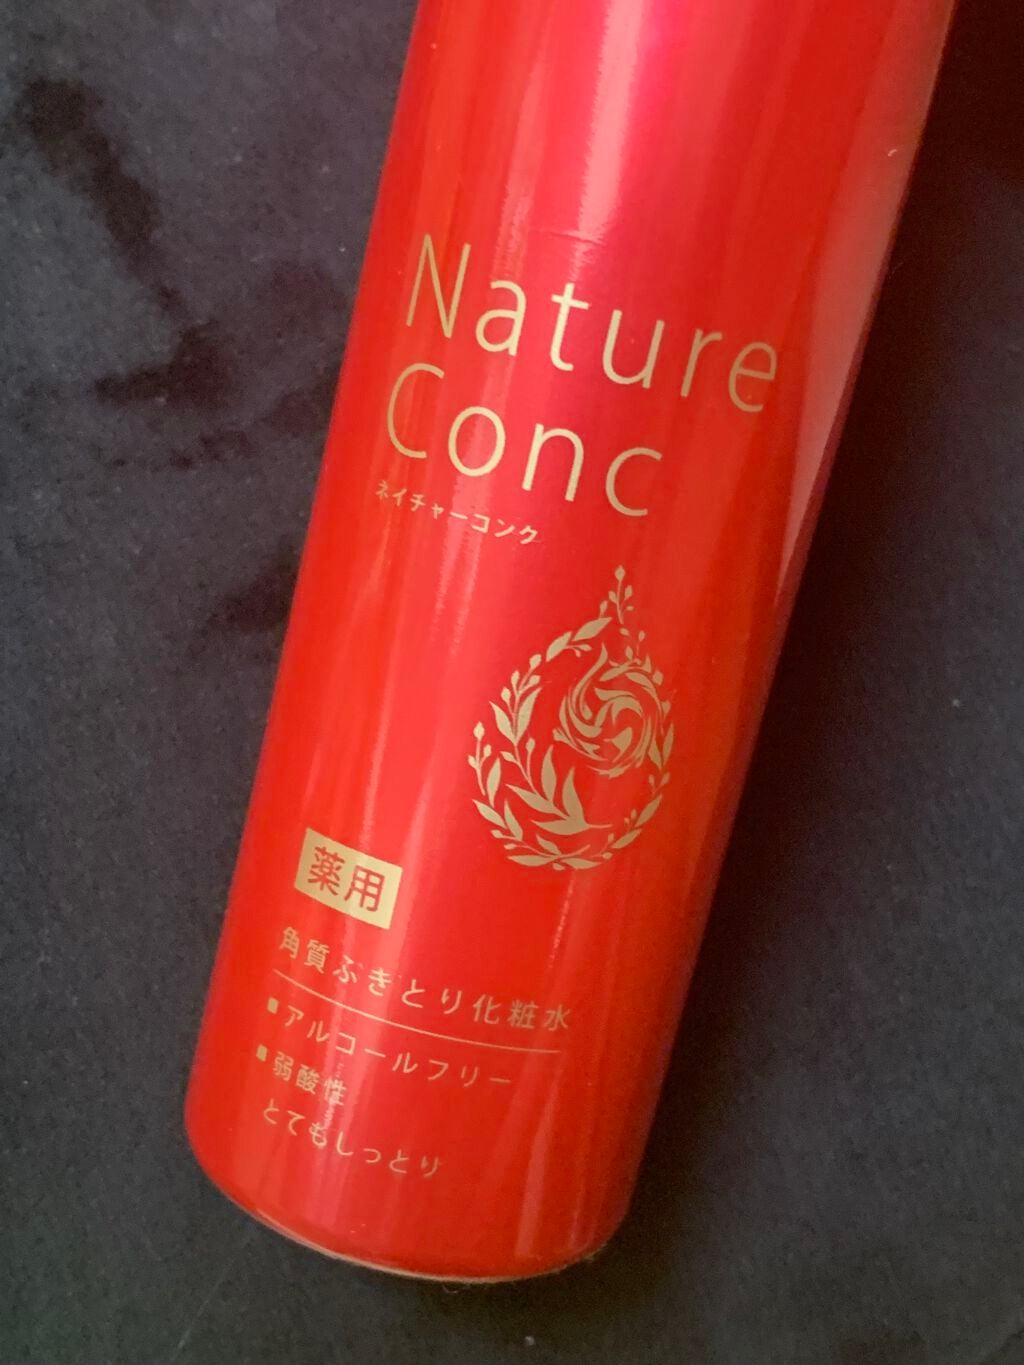 Nature
Conc
ネイチャーコンク
薬用
角質ふきとり化粧水
■アルコールフリー
■弱酸性
とてもしっとり